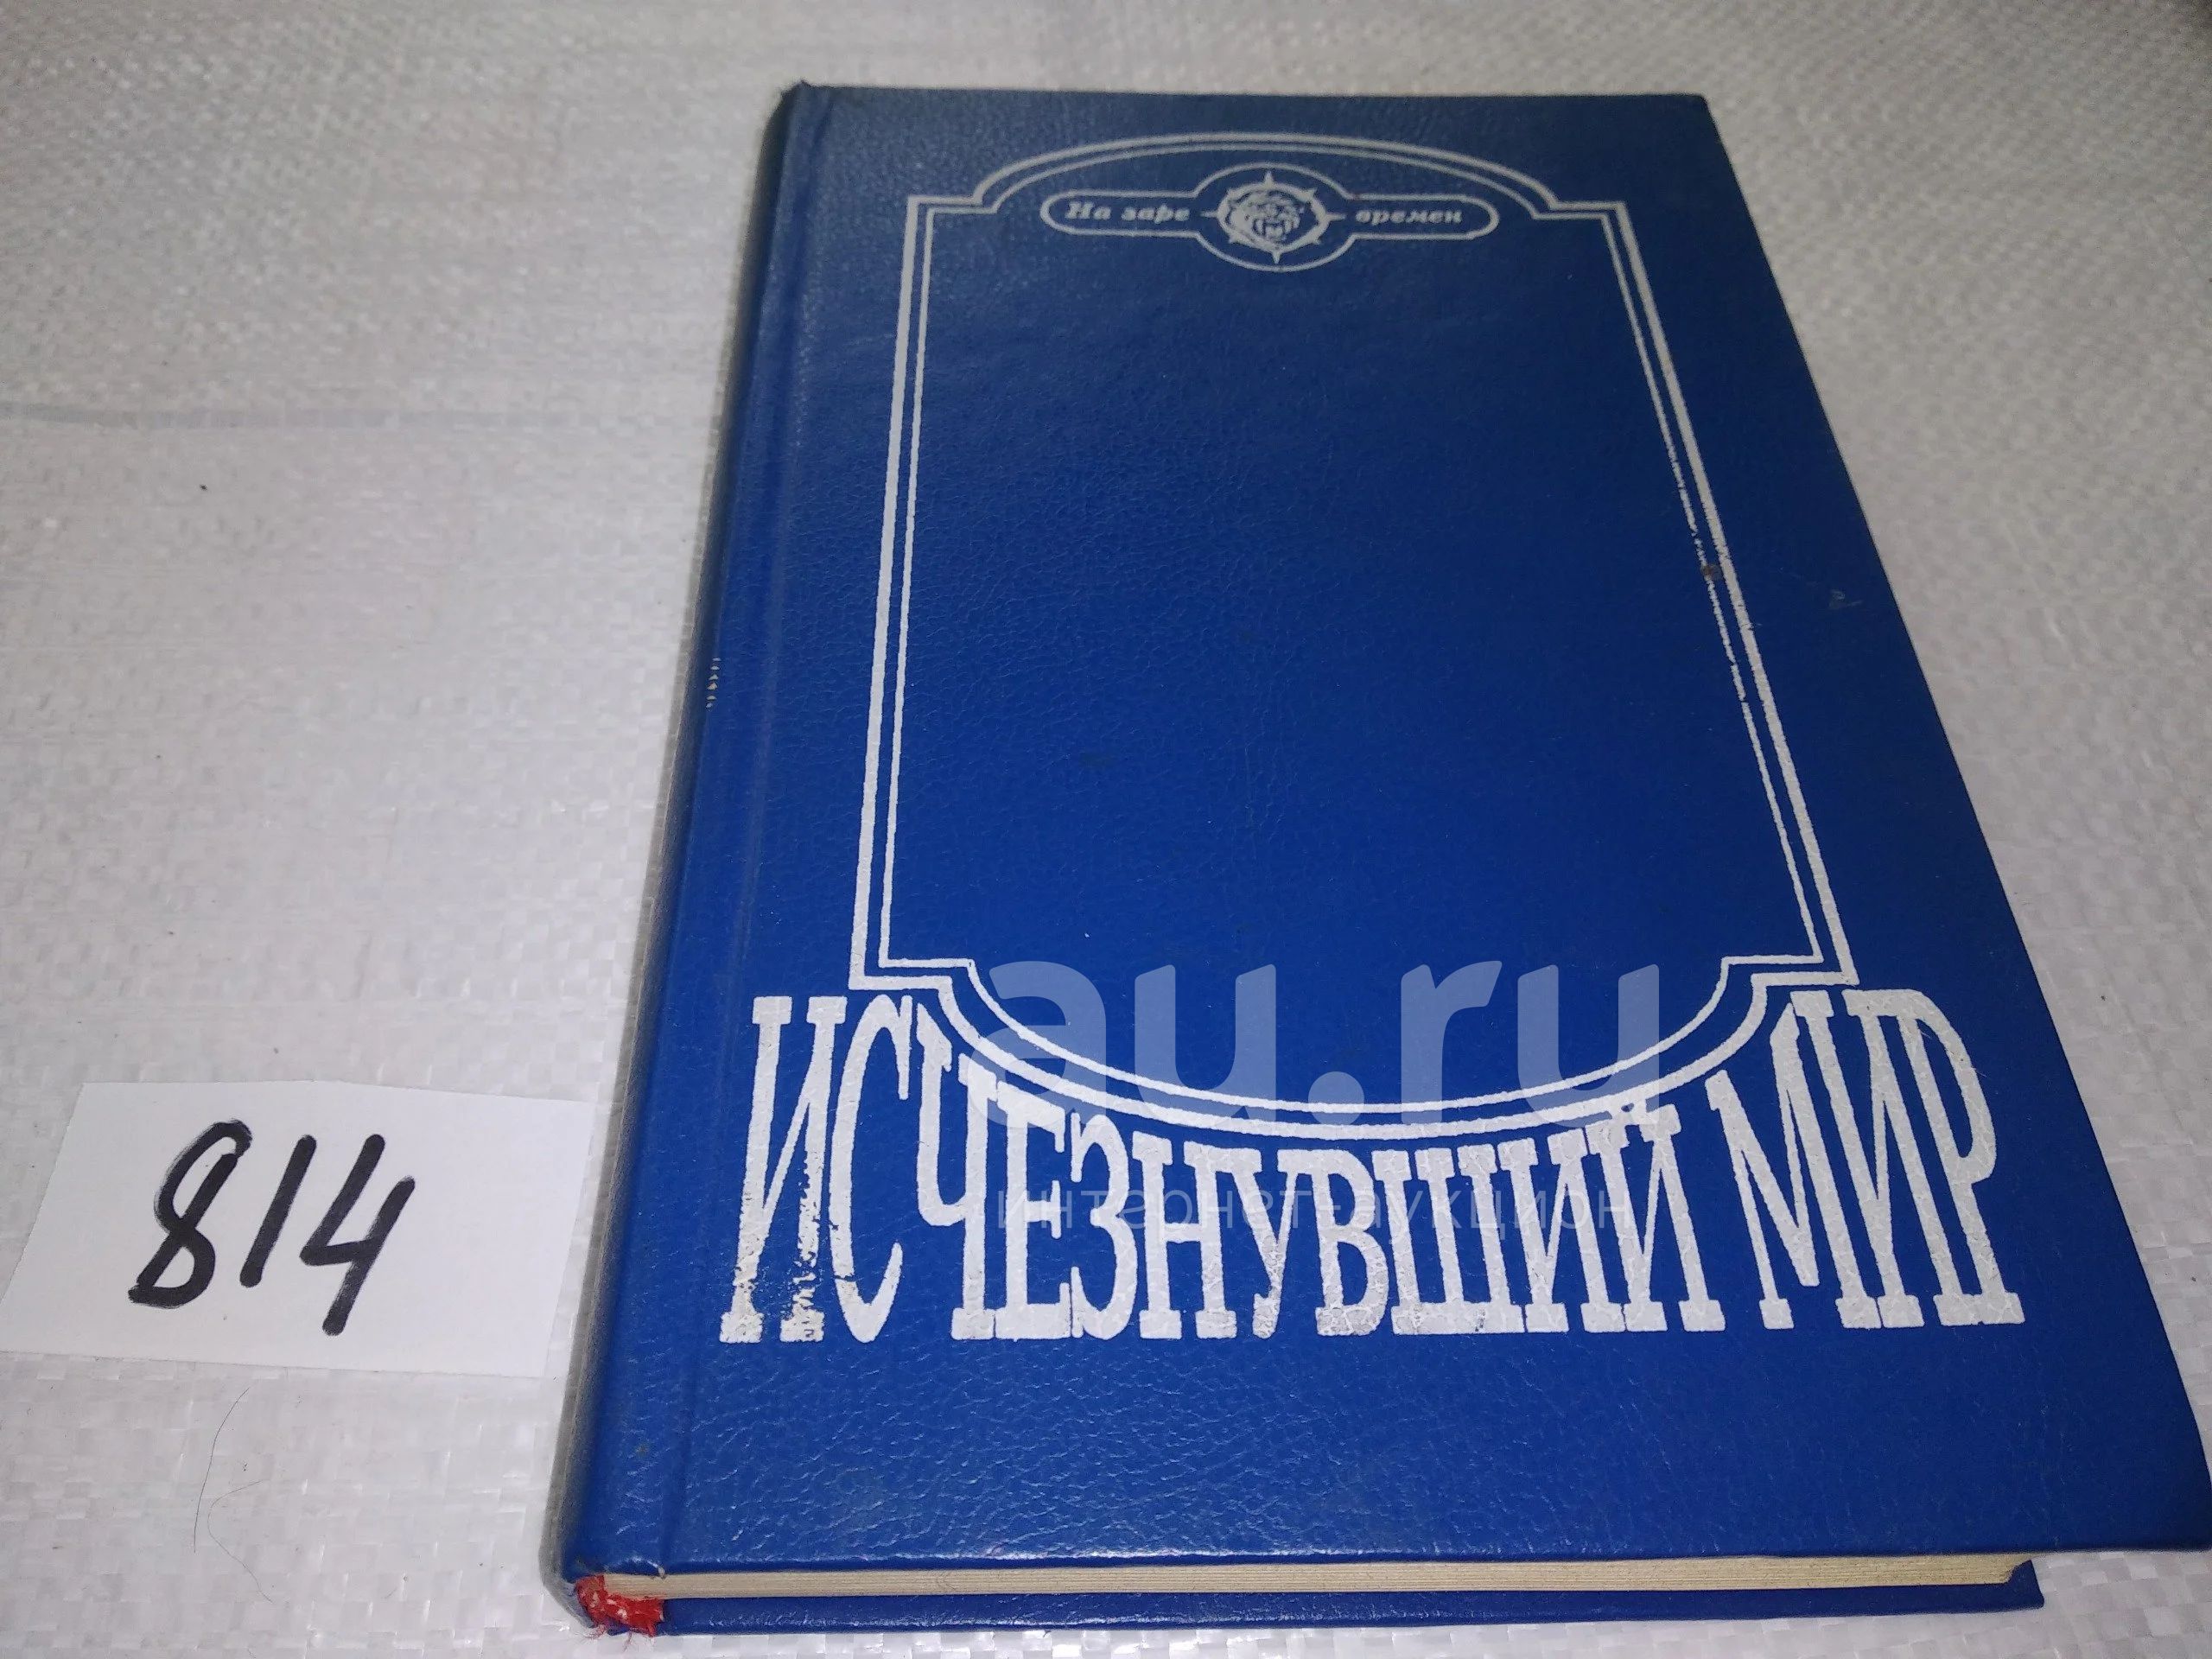 На заре времен
ИСЧЕЗНУВШИЙ МИР
au.ru
интернет-аукцион
814